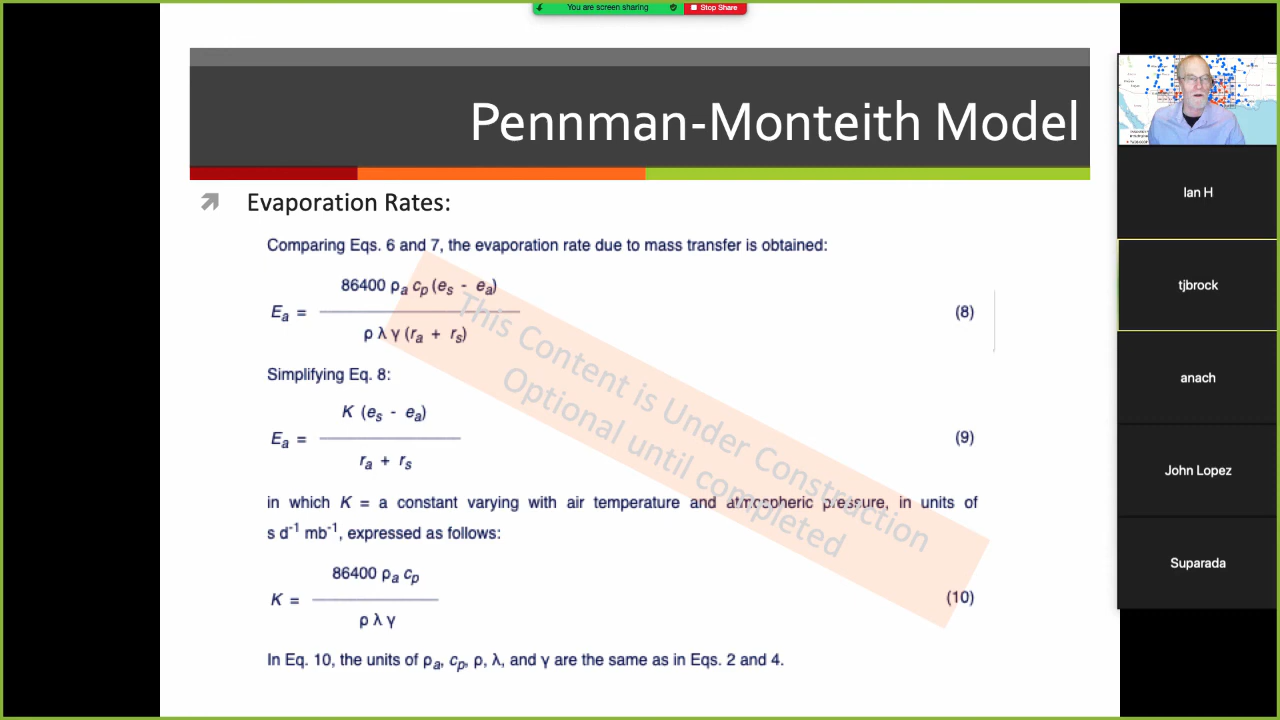 You are screen sharing Stop Share
Pennman-Monteith Model
Evaporation Rates:
Comparing Eqs. 6 and 7, the evaporation rate due to mass transfer is obtained:
86400 ρₐ cₚ (eₛ - eₐ)
Eₐ = (8)
ρ λ γ (rₐ + rₛ)
Simplifying Eq. 8:
K (eₛ - eₐ)
Eₐ = (9)
rₐ + rₛ
in which K = a constant varying with air temperature and atmospheric pressure, in units of
s d⁻¹ mb⁻¹, expressed as follows:
86400 ρₐ cₚ
K = (10)
ρ λ γ
In Eq. 10, the units of ρₐ, cₚ, ρ, λ, and γ are the same as in Eqs. 2 and 4.
This Content is Under Construction
Optional until completed
Ian H
tjbrock
anach
John Lopez
Suparada